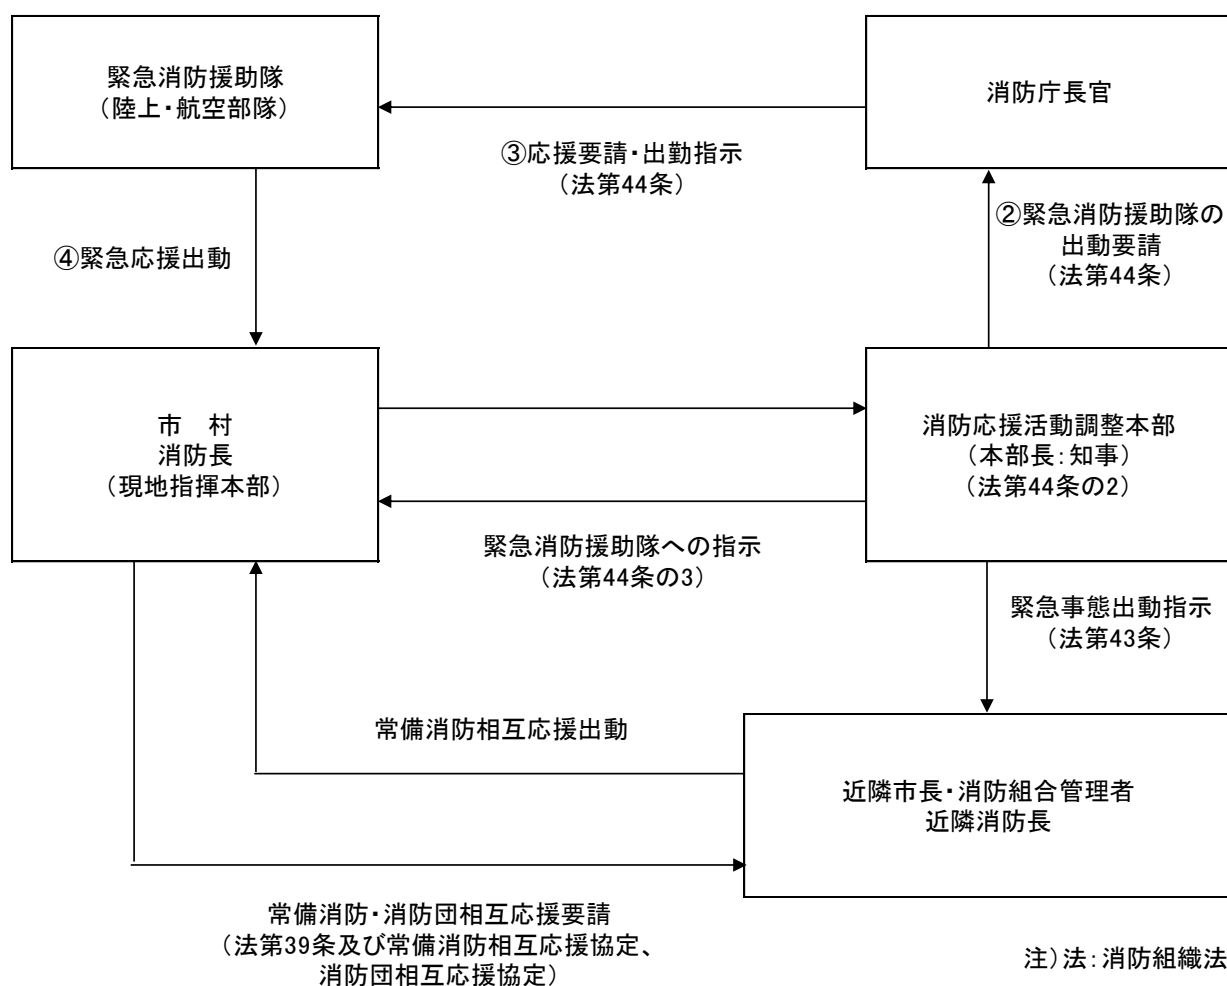 緊急消防援助隊
（陸上・航空部隊）
消防庁長官
③応援要請・出勤指示
（法第44条）
②緊急消防援助隊の
出動要請
（法第44条）
④緊急応援出動
市　村
消防長
（現地指揮本部）
消防応援活動調整本部
（本部長：知事）
（法第44条の2）
緊急消防援助隊への指示
（法第44条の3）
緊急事態出動指示
（法第43条）
常備消防相互応援出動
近隣市長・消防組合管理者
近隣消防長
常備消防・消防団相互応援要請
（法第39条及び常備消防相互応援協定、
消防団相互応援協定）
注）法：消防組織法